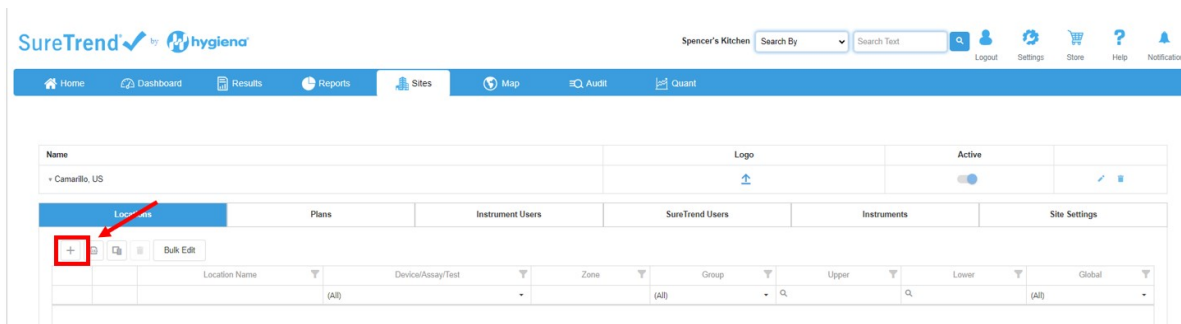 SureTrend by hygiena
Spencer's Kitchen Search By Search Text
Logout Settings Store Help Notification
Home Dashboard Results Reports Sites Map Audit Quant
Name Logo Active
Camarillo, US
Locations Plans Instrument Users SureTrend Users Instruments Site Settings
Bulk Edit
Location Name Device/Assay/Test Zone Group Upper Lower Global
(All) (All) (All)